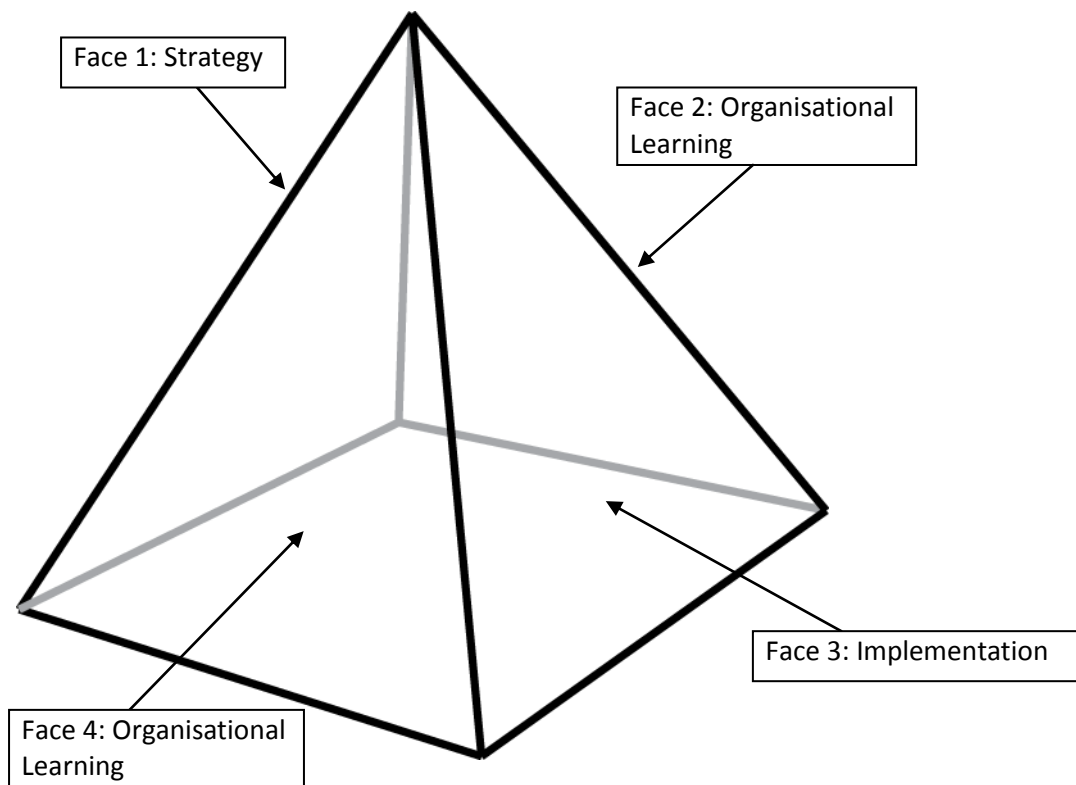 Face 1: Strategy
Face 2: Organisational
Learning
Face 3: Implementation
Face 4: Organisational
Learning